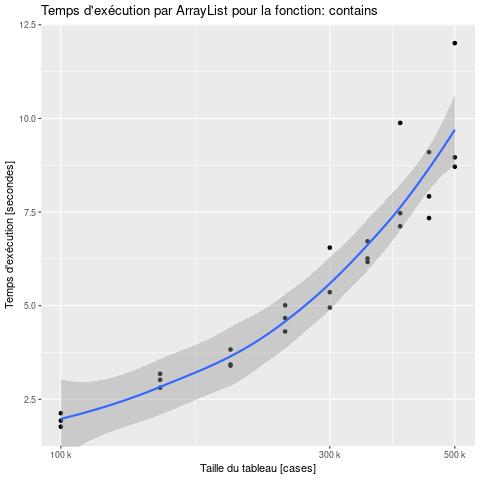 Temps d'exécution par ArrayList pour la fonction: contains
12.5
10.0
7.5
5.0
2.5
Temps d'exécution [secondes]
100 k
300 k
500 k
Taille du tableau [cases]